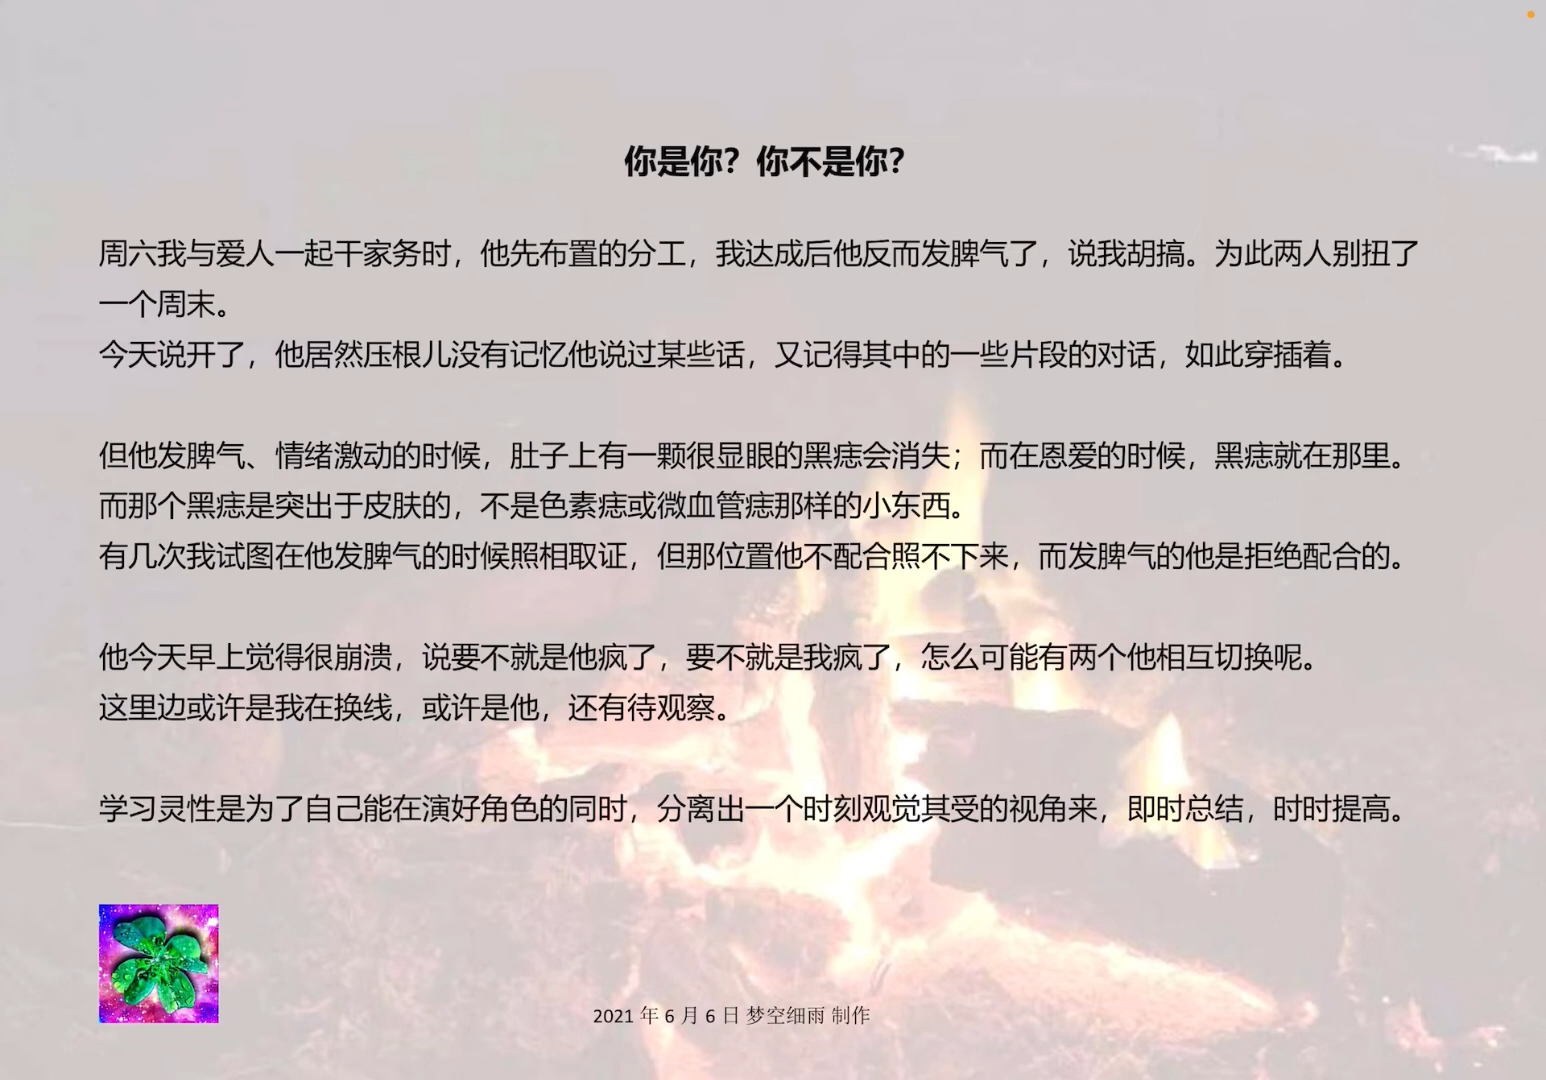 你是你？你不是你？
周六我与爱人一起干家务时，他先布置的分工，我达成后他反而发脾气了，说我胡搞。为此两人别扭了
一个周末。
今天说开了，他居然压根儿没有记忆他说过某些话，又记得其中的一些片段的对话，如此穿插着。
但他发脾气、情绪激动的时候，肚子上有一颗很显眼的黑痣会消失；而在恩爱的时候，黑痣就在那里。
而那个黑痣是突出于皮肤的，不是色素痣或微血管痣那样的小东西。
有几次我试图在他发脾气的时候照相取证，但那位置他不配合照不下来，而发脾气的他是拒绝配合的。
他今天早上觉得很崩溃，说要不就是他疯了，要不就是我疯了，怎么可能有两个他相互切换呢。
这里边或许是我在换线，或许是他，还有待观察。
学习灵性是为了自己能在演好角色的同时，分离出一个时刻观觉其受的视角来，即时总结，时时提高。
2021 年 6 月 6 日 梦空细雨 制作